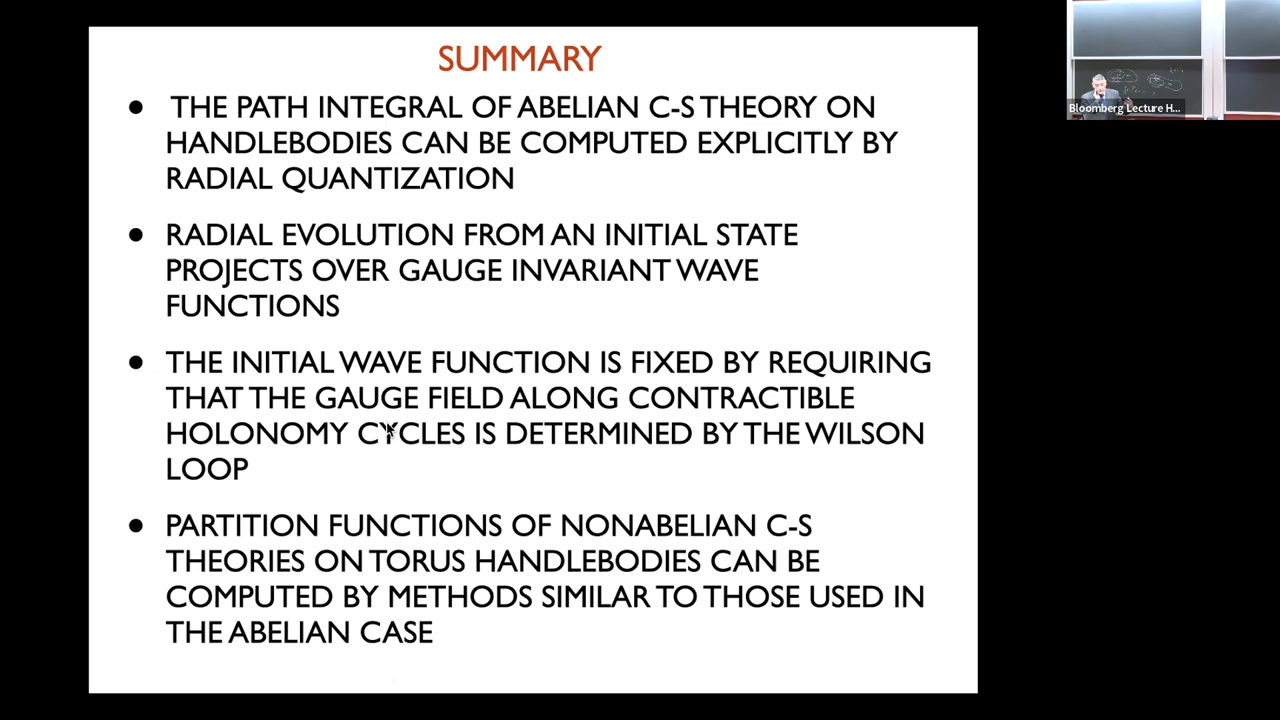 SUMMARY
• THE PATH INTEGRAL OF ABELIAN C-S THEORY ON
HANDLEBODIES CAN BE COMPUTED EXPLICITLY BY
RADIAL QUANTIZATION
• RADIAL EVOLUTION FROM AN INITIAL STATE
PROJECTS OVER GAUGE INVARIANT WAVE
FUNCTIONS
• THE INITIAL WAVE FUNCTION IS FIXED BY REQUIRING
THAT THE GAUGE FIELD ALONG CONTRACTIBLE
HOLONOMY CYCLES IS DETERMINED BY THE WILSON
LOOP
• PARTITION FUNCTIONS OF NONABELIAN C-S
THEORIES ON TORUS HANDLEBODIES CAN BE
COMPUTED BY METHODS SIMILAR TO THOSE USED IN
THE ABELIAN CASE
Bloomberg Lecture H...